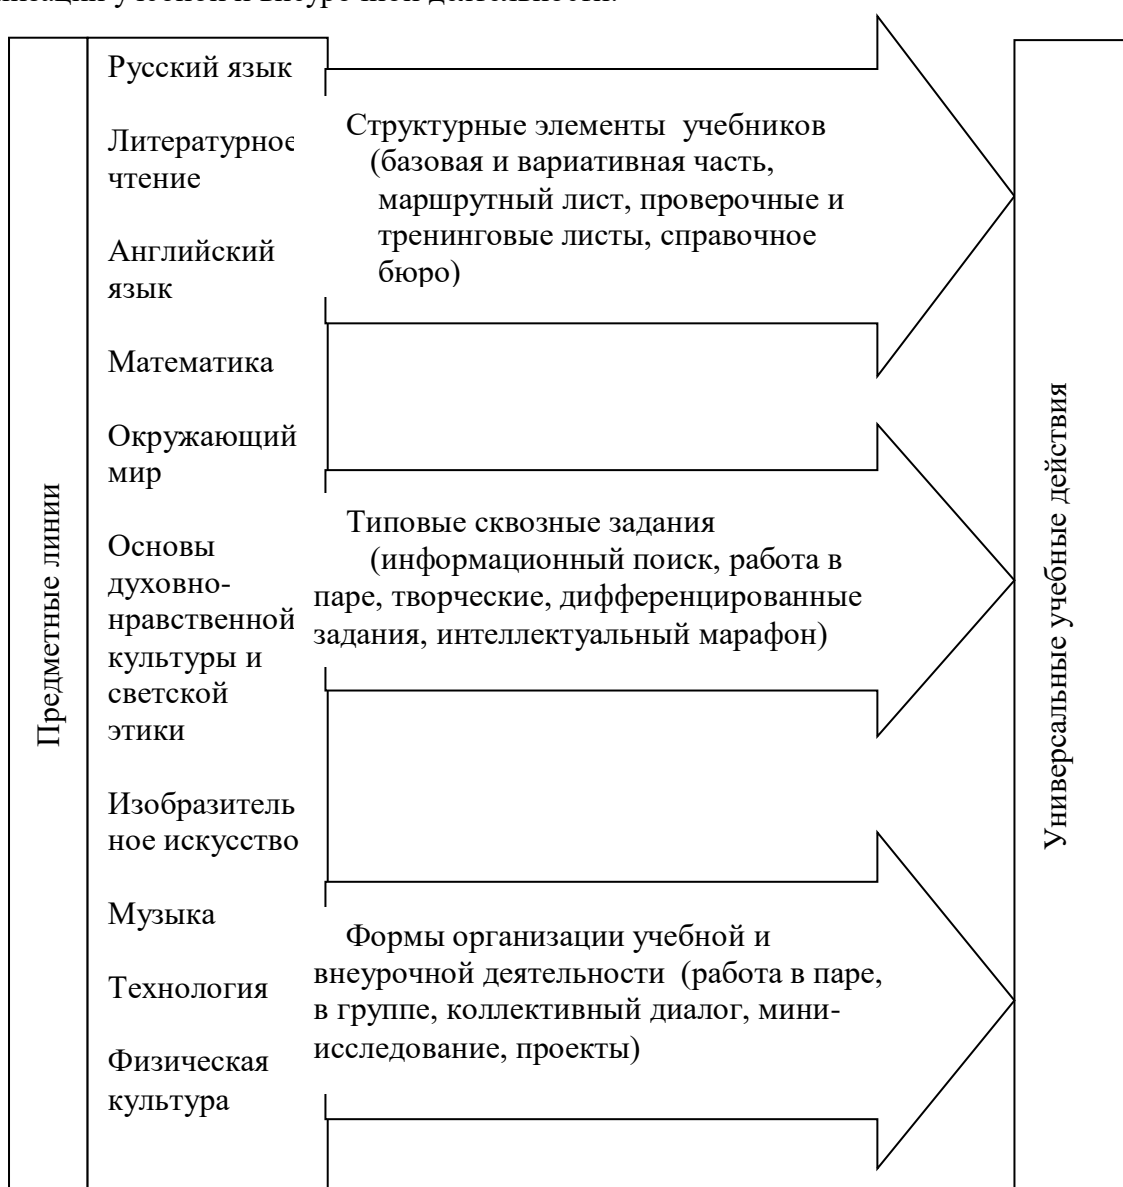 учебной и
Предметные линии
Русский язык
Литературное
чтение
Английский
язык
Математика
Окружающий
мир
Основы
духовно-
нравственной
культуры и
светской
этики
Изобразитель
ное искусство
Музыка
Технология
Физическая
культура
Структурные элементы учебников
(базовая и вариативная часть,
маршрутный лист, проверочные и
тренинговые листы, справочное
бюро)
Типовые сквозные задания
(информационный поиск, работа в
паре, творческие, дифференцированные
задания, интеллектуальный марафон)
Формы организации учебной и
внеурочной деятельности (работа в паре,
в группе, коллективный диалог, мини-
исследование, проекты)
Универсальные учебные действия